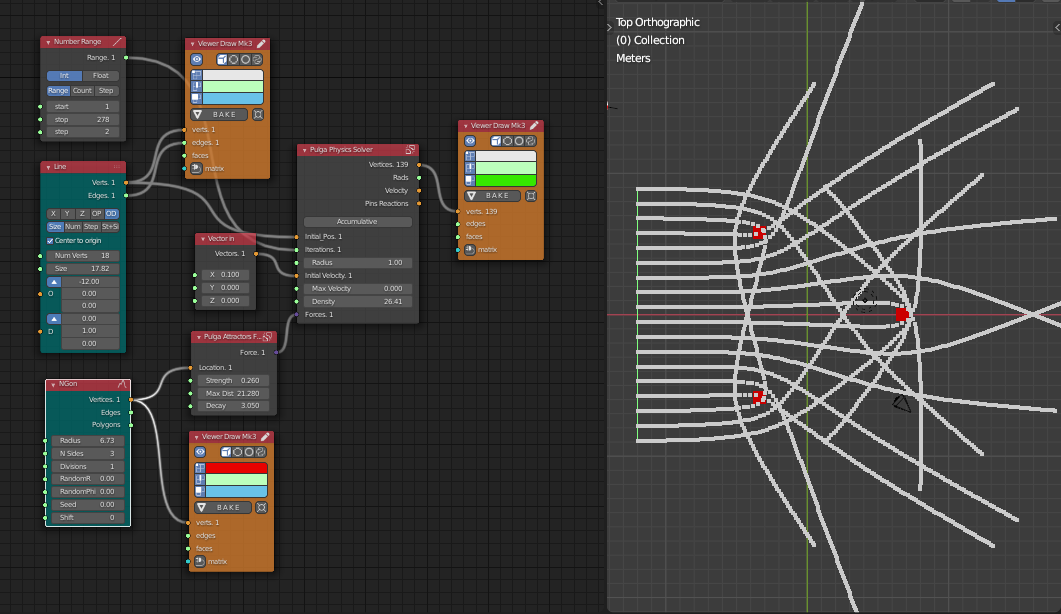 Number Range
Range. 1
Int Float
Range Count Step
start 1
stop 278
step 2
Line
Verts. 1
Edges. 1
X Y Z OP OD
Size Num Step St+Si
Center to origin
Num Verts 18
Size 17.82
-12.00
O 0.00
0.00
0.00
D 1.00
0.00
NGon
Vertices. 1
Edges
Polygons
Radius 6.73
N Sides 3
Divisions 1
RandomR 0.00
RandomPhi 0.00
Seed 0.00
Shift 0
Viewer Draw Mk3
BAKE
verts. 1
edges. 1
faces
matrix
Vector in
Vectors. 1
X 0.100
Y 0.000
Z 0.000
Pulga Attractors F...
Force. 1
Location. 1
Strength 0.260
Max Dist 21.280
Decay 3.050
Viewer Draw Mk3
BAKE
verts. 1
edges
faces
matrix
Pulga Physics Solver
Vertices. 139
Rads
Velocity
Pins Reactions
Accumulative
Initial Pos. 1
Iterations. 1
Radius 1.00
Initial Velocity. 1
Max Velocity 0.000
Densty 26.41
Forces. 1
Viewer Draw Mk3
BAKE
verts. 139
edges
faces
matrix
Top Orthographic
(0) Collection
Meters